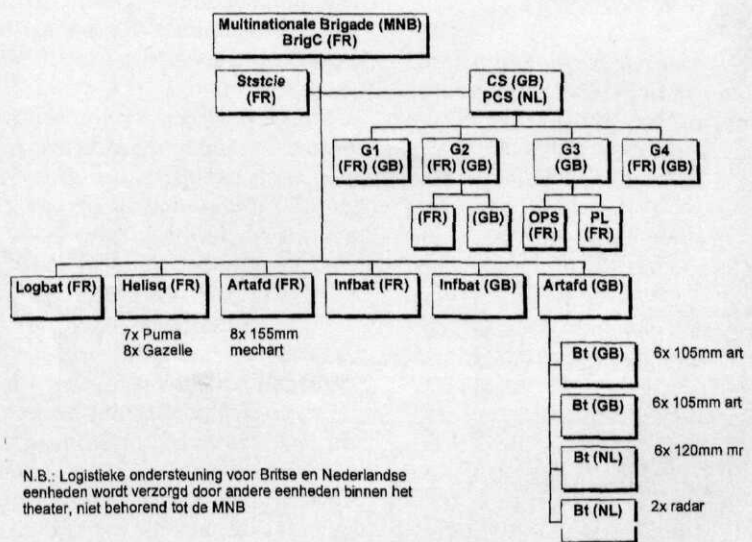 Multinationale Brigade (MNB)
BrigC (FR)
Ststcie
(FR)
CS (GB)
PCS (NL)
G1
(FR) (GB)
G2
(FR) (GB)
G3
(GB)
G4
(FR) (GB)
(FR)
(GB)
OPS
(FR)
PL
(FR)
Logbat (FR)
Helisq (FR)
Artafd (FR)
Infbat (FR)
Infbat (GB)
Artafd (GB)
7x Puma
8x Gazelle
8x 155mm
mechart
Bt (GB)
6x 105mm art
Bt (GB)
6x 105mm art
Bt (NL)
6x 120mm mr
Bt (NL)
2x radar
N.B.: Logistieke ondersteuning voor Britse en Nederlandse
eenheden wordt verzorgd door andere eenheden binnen het
theater, niet behorend tot de MNB